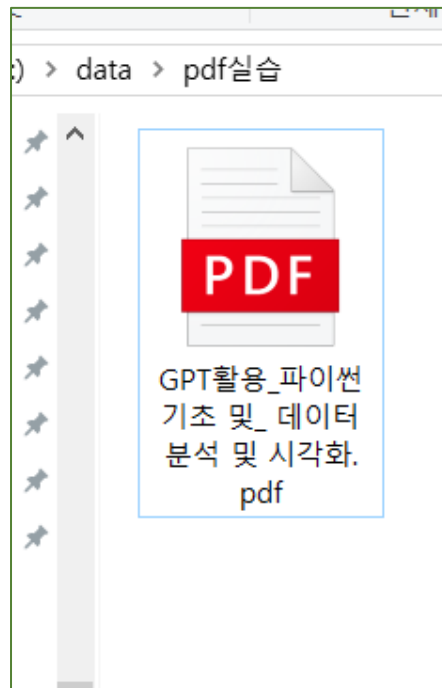 :) > data > pdf실습
PDF
GPT활용_파이썬
기초 및_ 데이터
분석 및 시각화.
pdf